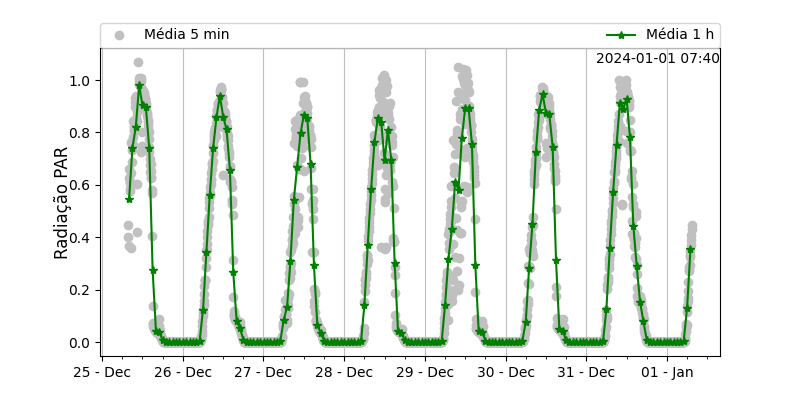 Média 5 min
Média 1 h
2024-01-01 07:40
Radiação PAR
1.0
0.8
0.6
0.4
0.2
0.0
25 - Dec
26 - Dec
27 - Dec
28 - Dec
29 - Dec
30 - Dec
31 - Dec
01 - Jan